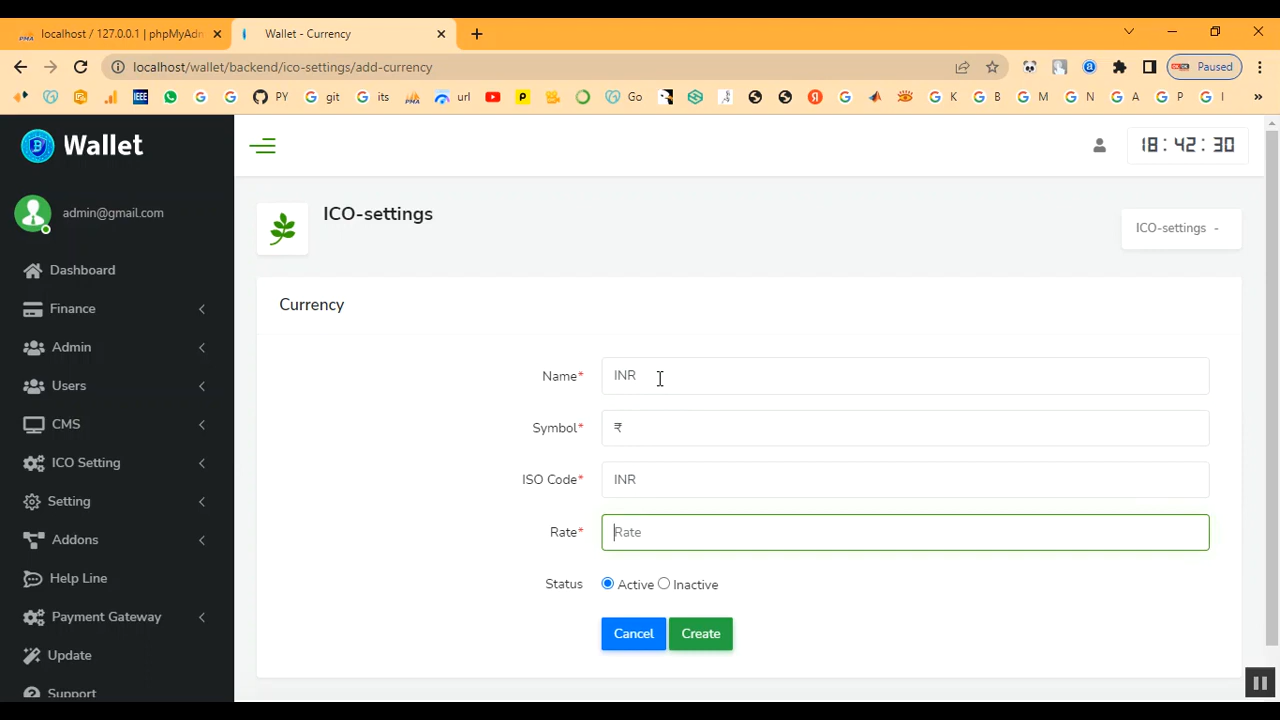 localhost / 127.0.0.1 | phpMyAdn
Wallet - Currency
localhost/wallet/backend/ico-settings/add-currency
Paused
IEEE
PY
git
its
url
Go
K
B
M
N
A
P
I
»
Wallet
18:42:30
admin@gmail.com
ICO-settings
ICO-settings -
Dashboard
Finance
Admin
Users
CMS
ICO Setting
Setting
Addons
Help Line
Payment Gateway
Update
Support
Currency
Name* INR
Symbol* ₹
ISO Code* INR
Rate* Rate
Status Active Inactive
Cancel Create